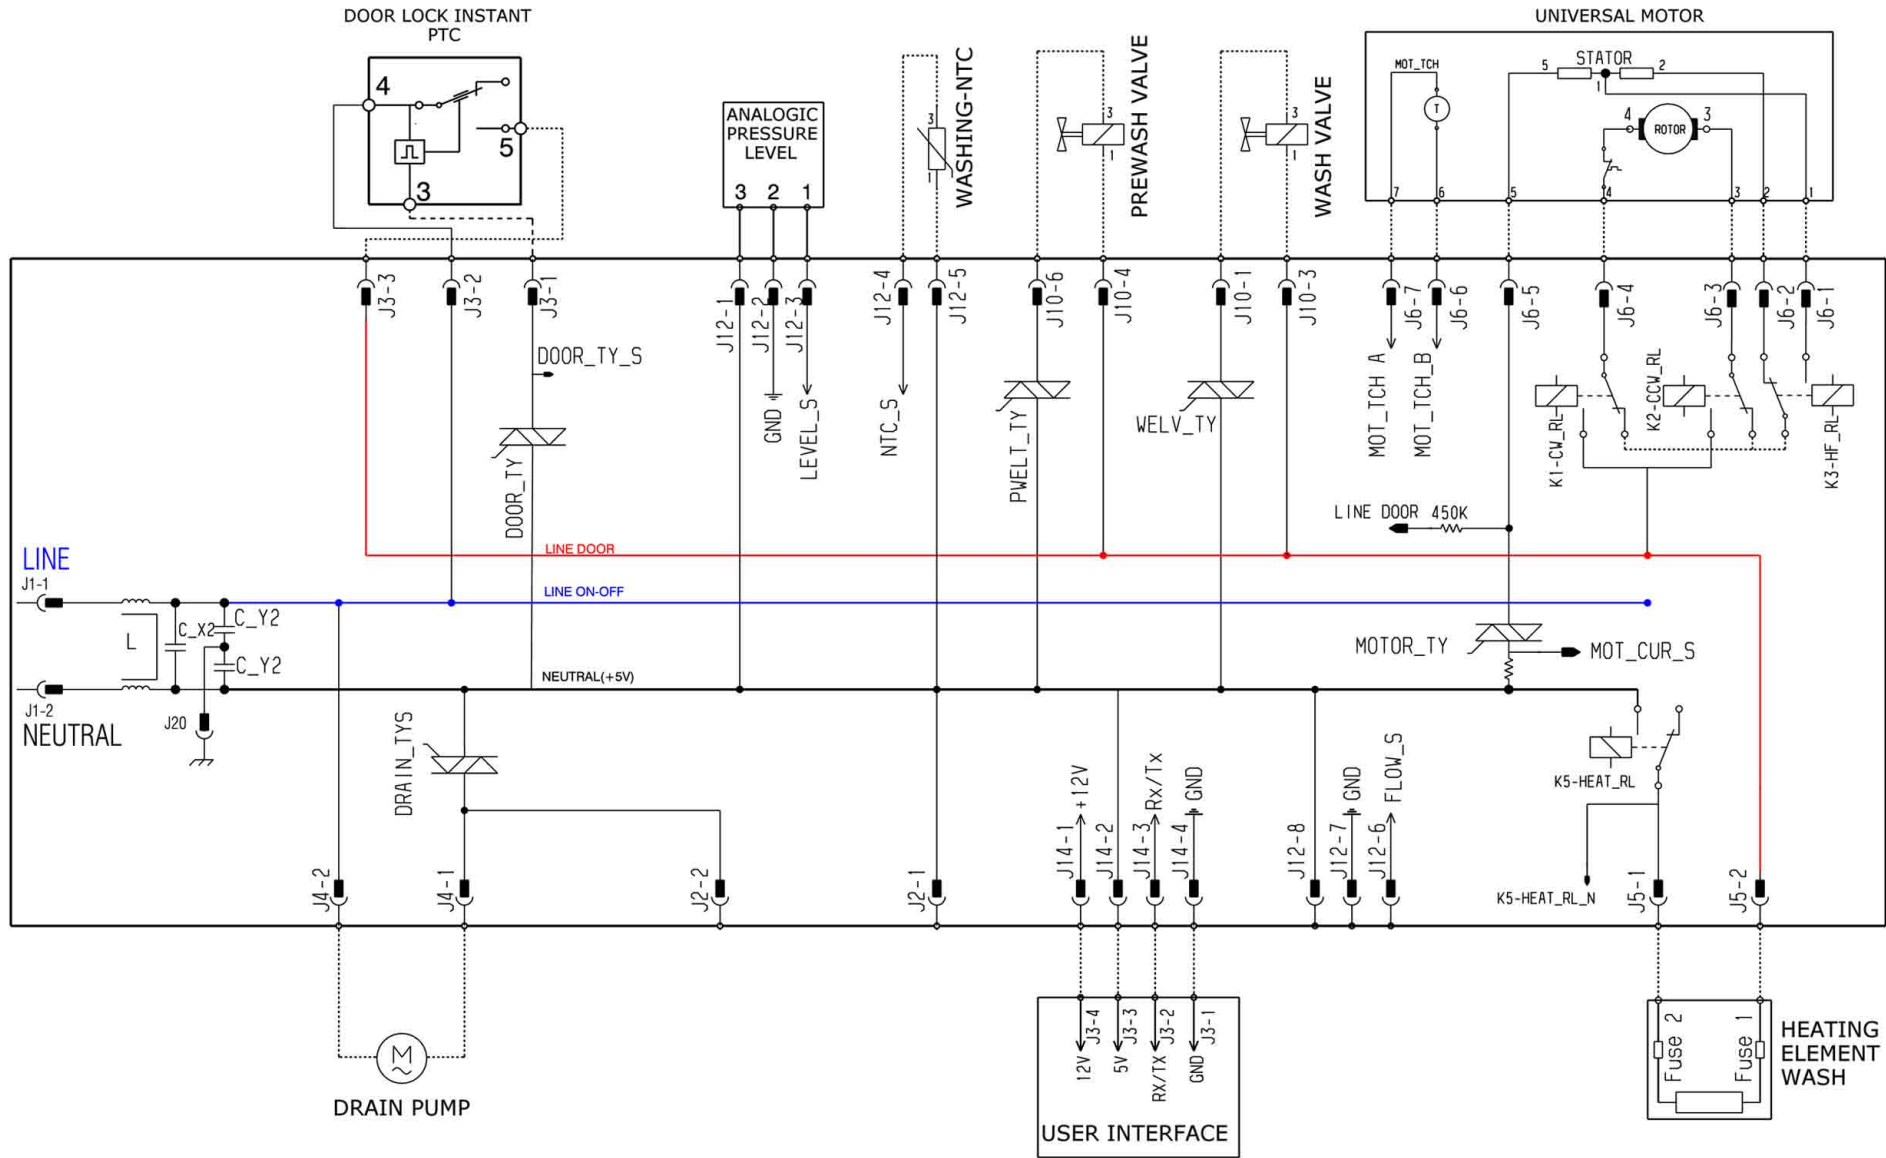 DOOR LOCK INSTANT
PTC
4
5
3
ANALOGIC
PRESSURE
LEVEL
3 2 1
3
1
WASHING-NTC
3
1
PREWASH VALVE
3
1
WASH VALVE
UNIVERSAL MOTOR
MOT_TCH
T
STATOR
5
2
1
4
ROTOR
3
7
6
5
4
3
2
1
J3-3
J3-2
J3-1
J12-1
J12-2
J12-3
J12-4
J12-5
J10-6
J10-4
J10-1
J10-3
J6-7
J6-6
J6-5
J6-4
J6-3
J6-2
J6-1
DOOR_TY_S
DOOR_TY
GND
LEVEL_S
NTC_S
PWELT_TY
WELV_TY
MOT_TCH A
MOT_TCH_B
K1-CW_RL
K2-CCW_RL
K3-HF_RL
LINE DOOR 450K
LINE DOOR
LINE
J1-1
LINE ON-OFF
L
C_X2
C_Y2
C_Y2
MOTOR_TY
MOT_CUR_S
NEUTRAL(+5V)
J1-2
NEUTRAL
J20
DRAIN_TYS
+12V
Rx/Tx
GND
GND
FLOW_S
K5-HEAT_RL
K5-HEAT_RL_N
J4-2
J4-1
J2-2
J2-1
J14-1
J14-2
J14-3
J14-4
J12-8
J12-7
J12-6
J5-1
J5-2
M
DRAIN PUMP
J3-4
J3-3
J3-2
J3-1
12V
5V
RX/TX
GND
USER INTERFACE
Fuse 2
Fuse 1
HEATING
ELEMENT
WASH